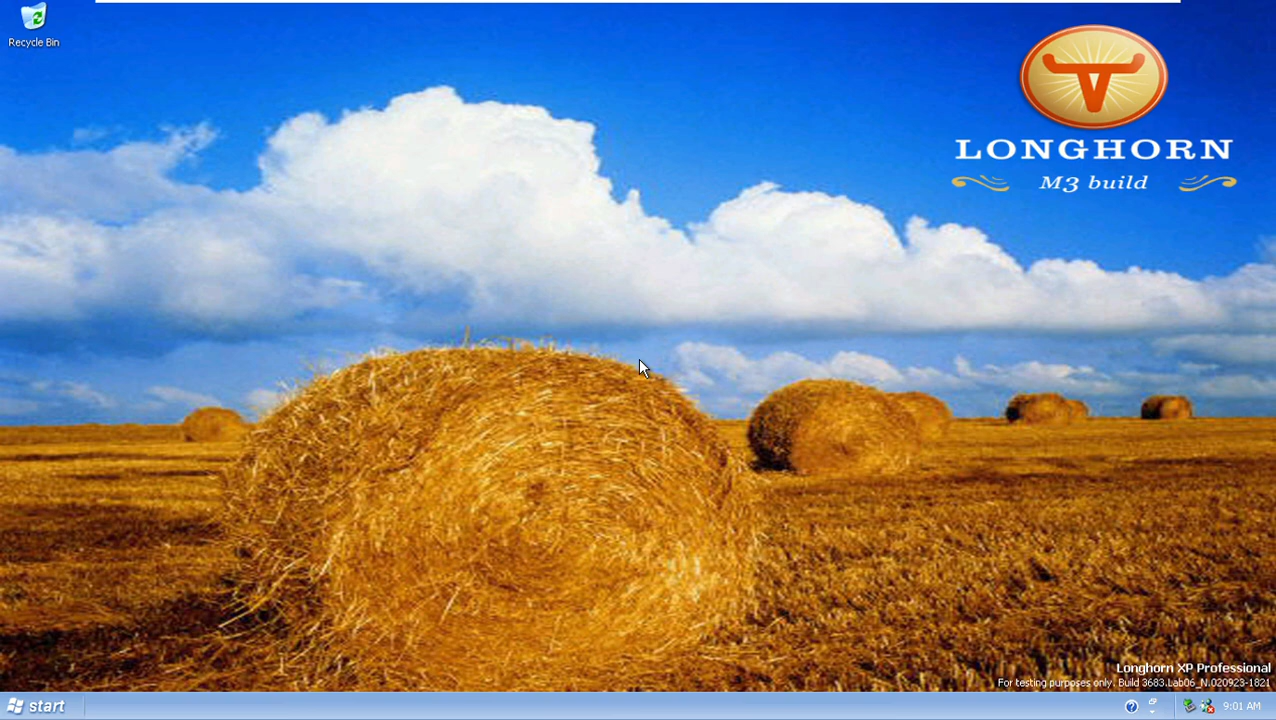 Recycle Bin
LONGHORN
M3 build
Longhorn XP Professional
For testing purposes only. Build 3683.Lab06_N.020923-1821
start
9:01 AM